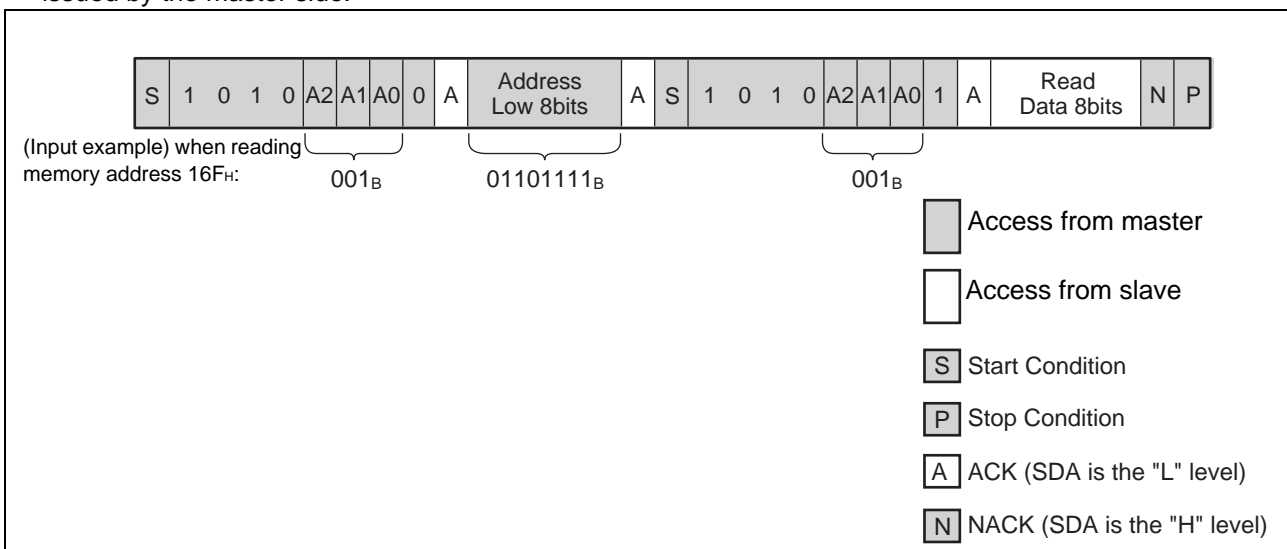 issued by the master side.
S 1 0 1 0 A2 A1 A0 0 A Address Low 8bits A S 1 0 1 0 A2 A1 A0 1 A Read Data 8bits N P
(Input example) when reading
memory address 16FH:
001B 01101111B 001B
Access from master
Access from slave
S Start Condition
P Stop Condition
A ACK (SDA is the "L" level)
N NACK (SDA is the "H" level)